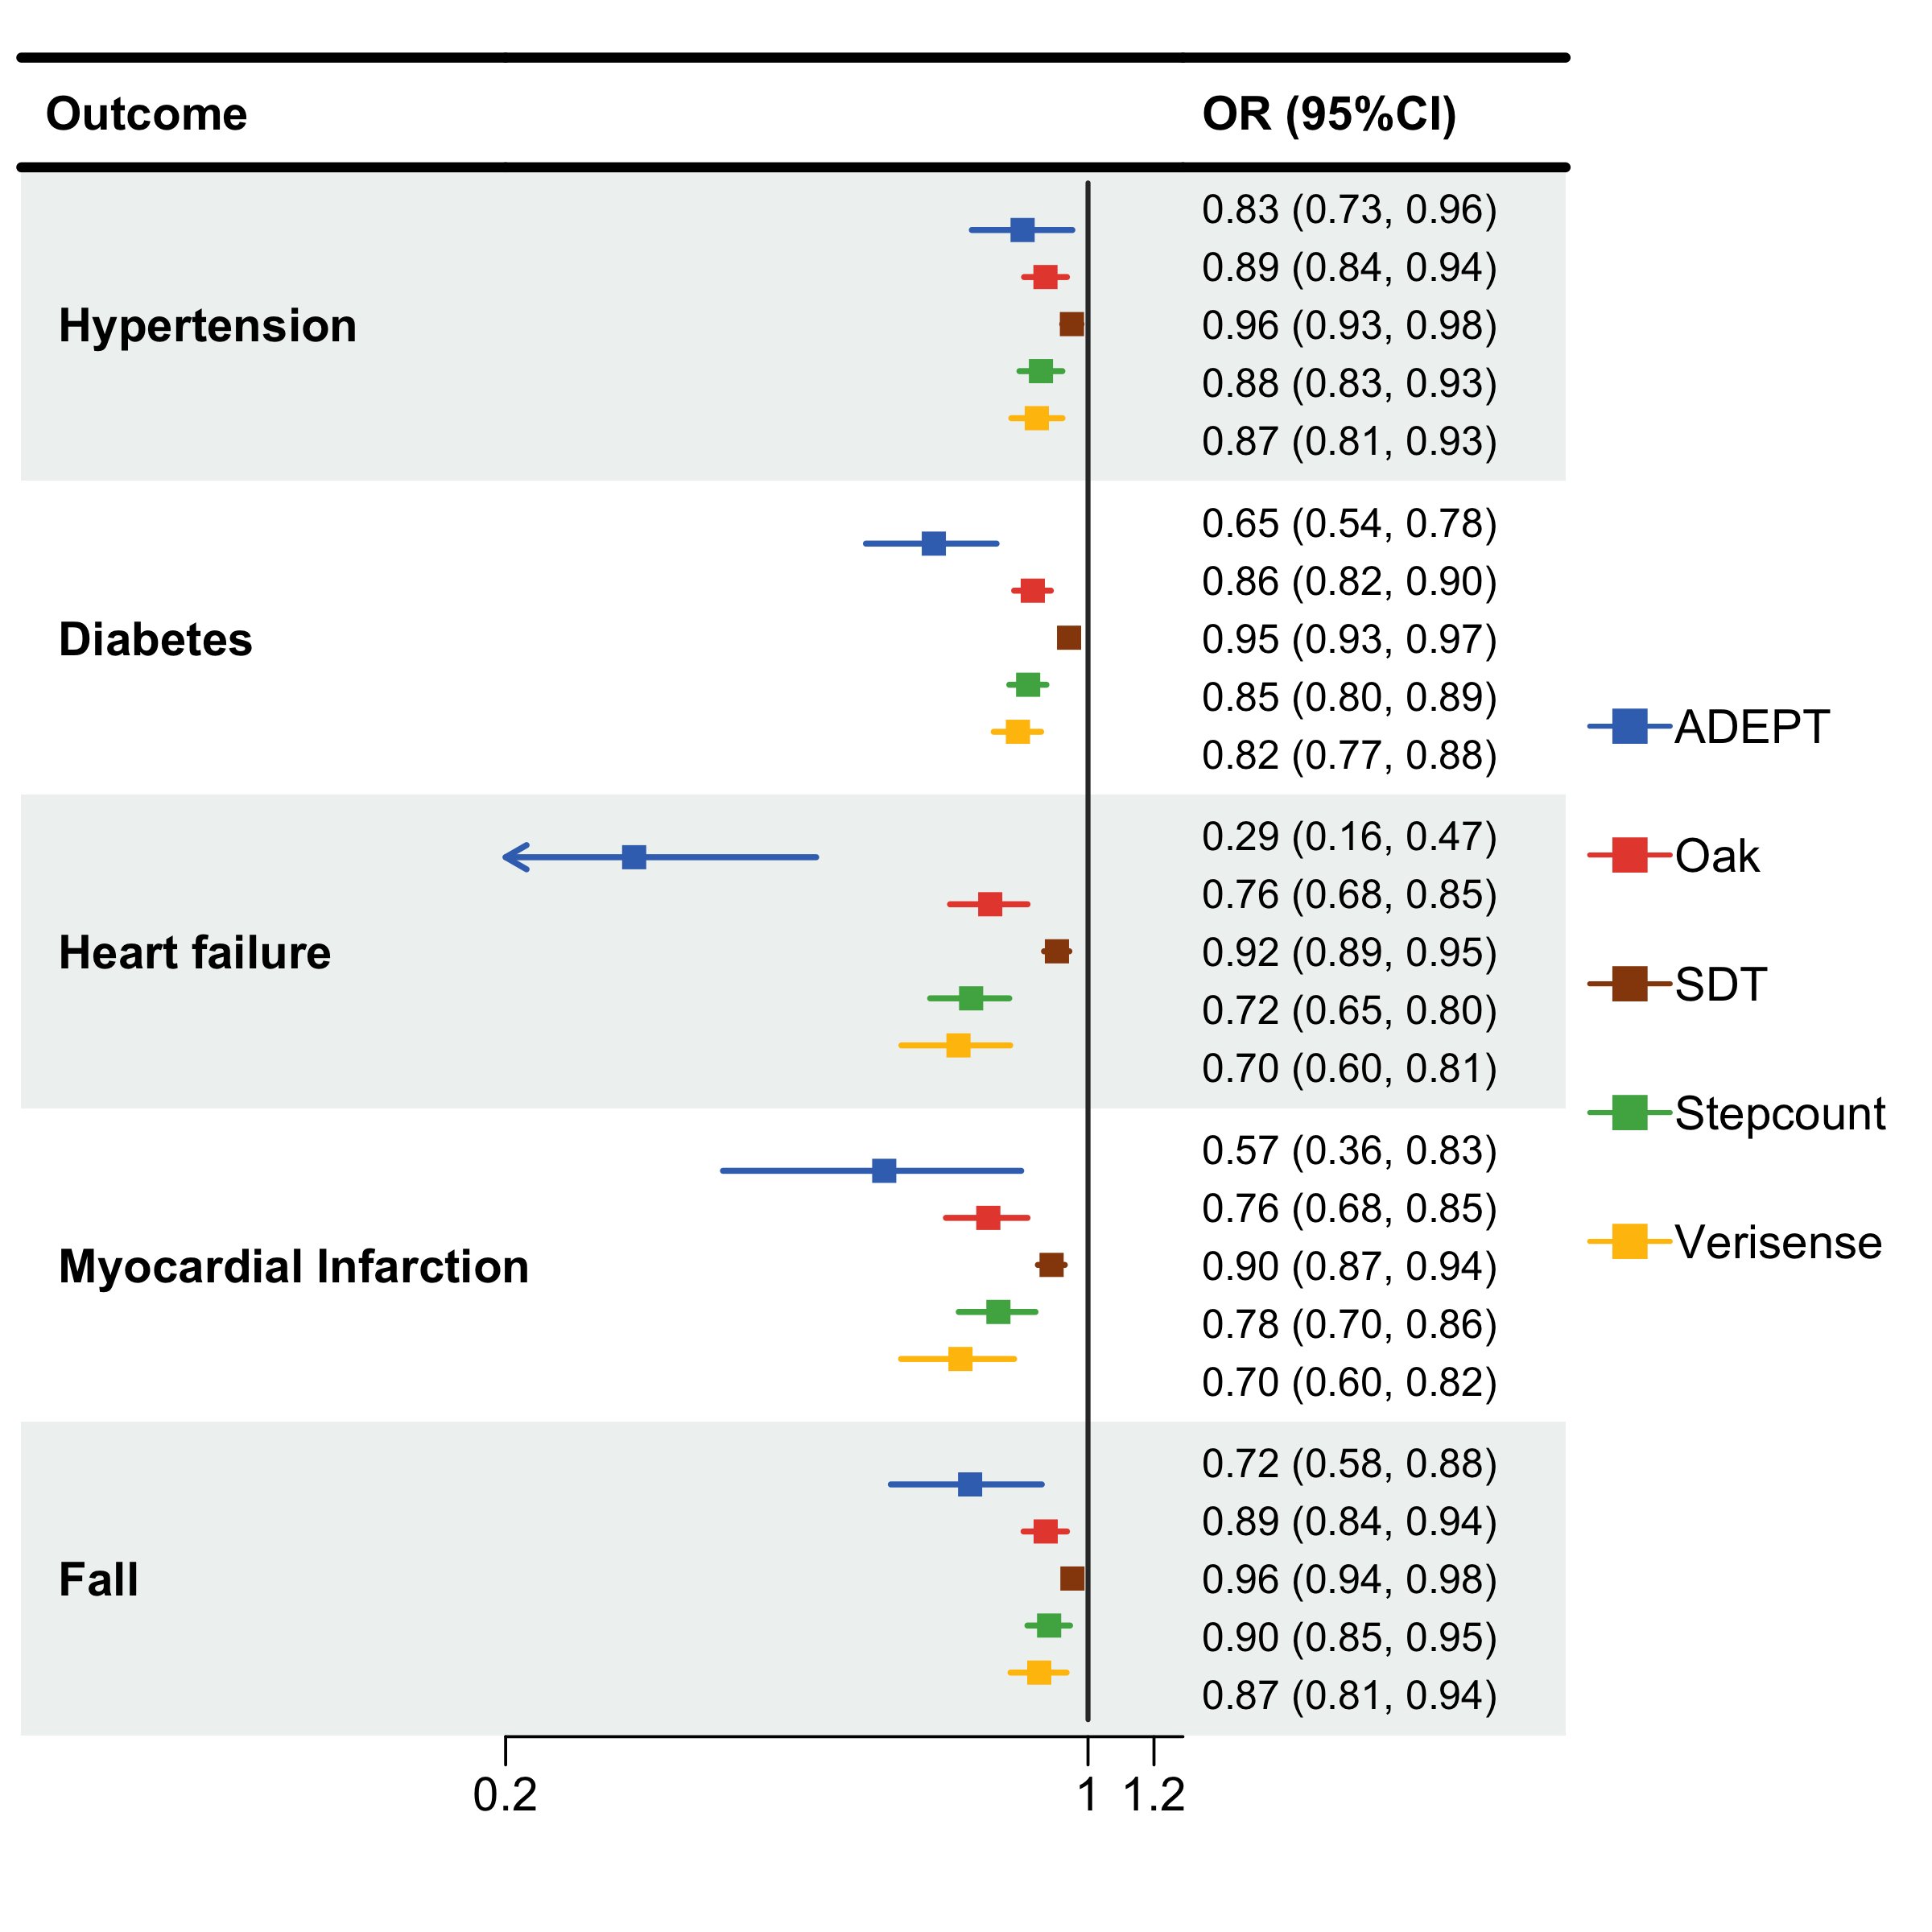 Outcome OR (95%CI)
Hypertension
0.83 (0.73, 0.96)
0.89 (0.84, 0.94)
0.96 (0.93, 0.98)
0.88 (0.83, 0.93)
0.87 (0.81, 0.93)
Diabetes
0.65 (0.54, 0.78)
0.86 (0.82, 0.90)
0.95 (0.93, 0.97)
0.85 (0.80, 0.89)
0.82 (0.77, 0.88)
Heart failure
0.29 (0.16, 0.47)
0.76 (0.68, 0.85)
0.92 (0.89, 0.95)
0.72 (0.65, 0.80)
0.70 (0.60, 0.81)
Myocardial Infarction
0.57 (0.36, 0.83)
0.76 (0.68, 0.85)
0.90 (0.87, 0.94)
0.78 (0.70, 0.86)
0.70 (0.60, 0.82)
Fall
0.72 (0.58, 0.88)
0.89 (0.84, 0.94)
0.96 (0.94, 0.98)
0.90 (0.85, 0.95)
0.87 (0.81, 0.94)
0.2 1 1.2
ADEPT
Oak
SDT
Stepcount
Verisense